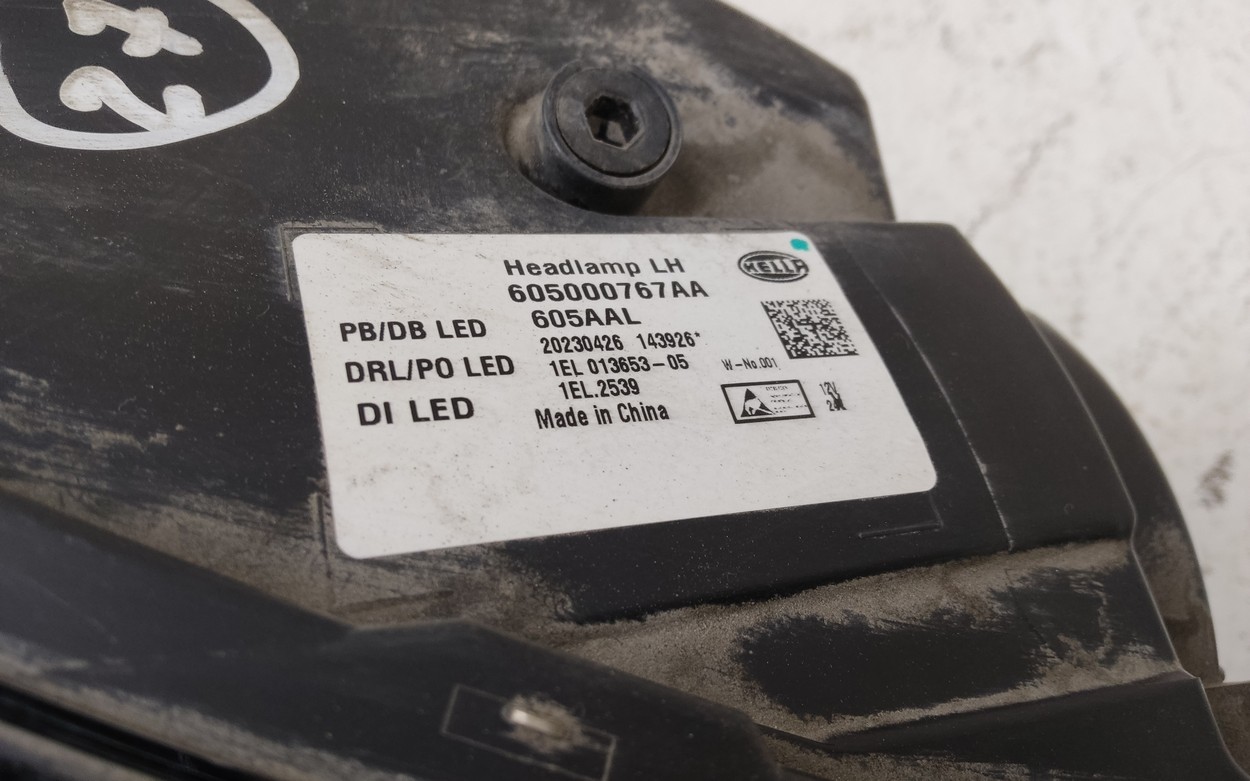 Headlamp LH
605000767AA
605AAL
PB/DB LED
20230426 143926*
DRL/PO LED
1EL 013653-05
1EL.2539
DI LED
Made in China
HELLA
W-No.001
12V